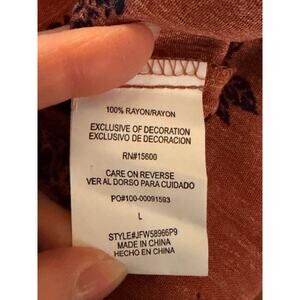 100% RAYON/RAYON
EXCLUSIVE OF DECORATION
EXCLUSIVO DE DECORACION
RN#15600
CARE ON REVERSE
VER AL DORSO PARA CUIDADO
PO#100-00091593
L
STYLE#JFW58966P9
MADE IN CHINA
HECHO EN CHINA